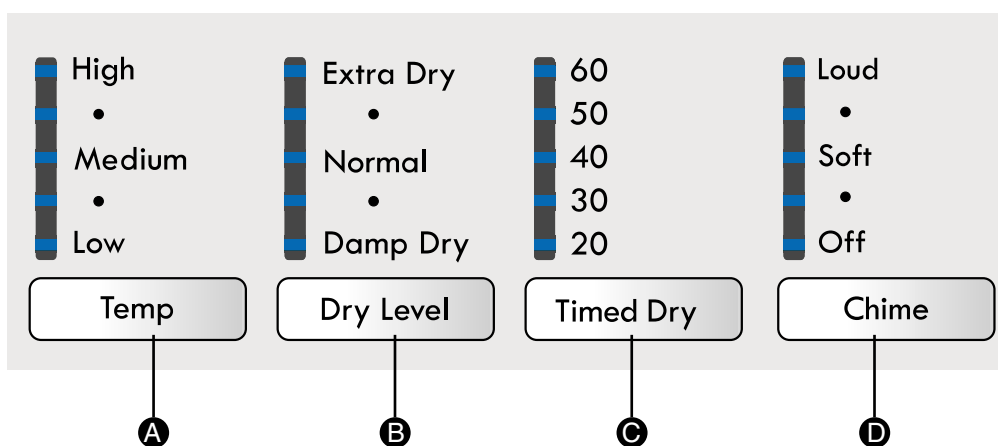 High
•
Medium
•
Low
Temp
A
Extra Dry
•
Normal
•
Damp Dry
Dry Level
B
60
50
40
30
20
Timed Dry
C
Loud
•
Soft
•
Off
Chime
D